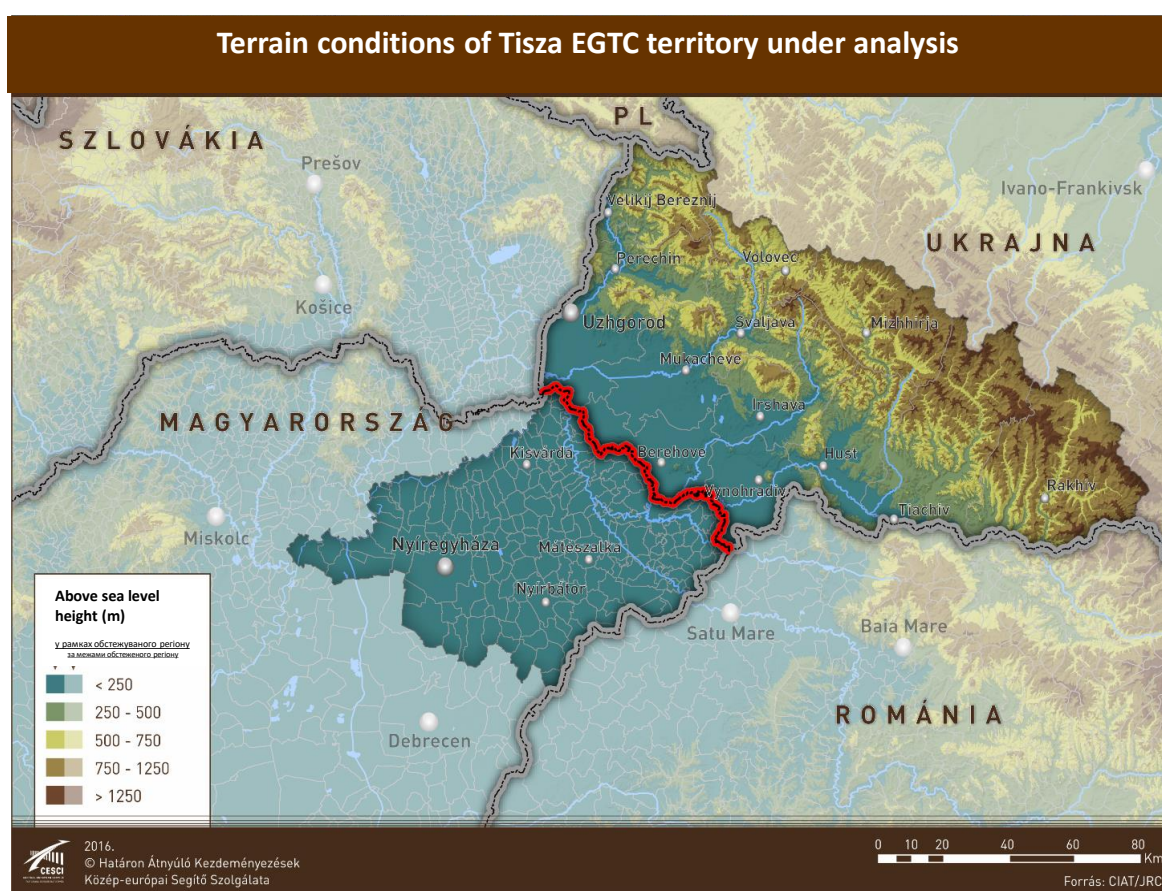 Terrain conditions of Tisza EGTC territory under analysis
PL
SZLOVÁKIA
Prešov
Ivano-Frankivsk
Velikij Bereznij
UKRAJNA
Perechin
Volovec
Košice
Uzhgorod
Svaljava
Mizhhirja
Mukacheve
MAGYARORSZÁG
Irshava
Kisvárda
Berehove
Hust
Vynohradiv
Rakhiv
Tiachiv
Miskolc
Nyíregyháza
Mátészalka
Nyírbátor
Satu Mare
Baia Mare
ROMÁNIA
Debrecen
Above sea level
height (m)
у рамках обстежуваного регіону
за межами обстеженого регіону
< 250
250 - 500
500 - 750
750 - 1250
> 1250
CESCI
2016.
© Határon Átnyúló Kezdeményezések
Közép-európai Segítő Szolgálata
0 10 20 40 60 80
Km
Forrás: CIAT/JRC